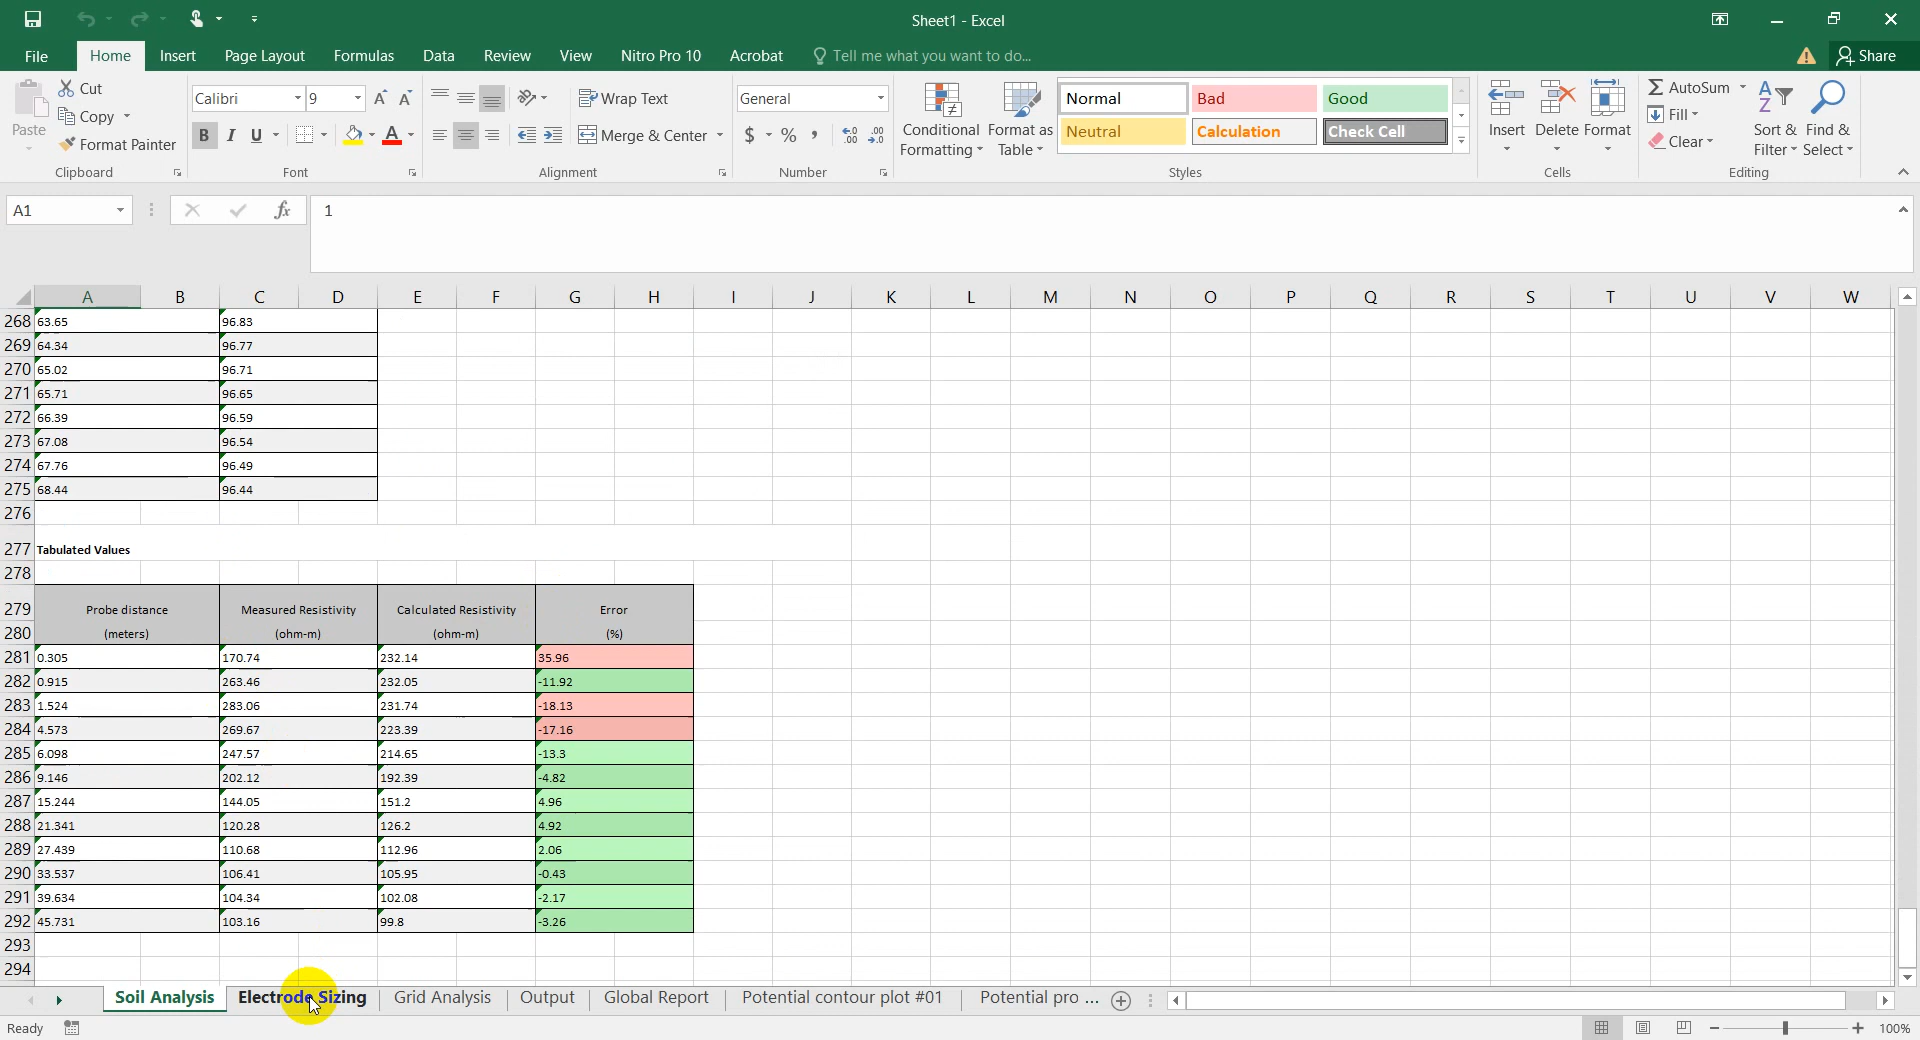 Sheet1 - Excel
File Home Insert Page Layout Formulas Data Review View Nitro Pro 10 Acrobat Tell me what you want to do... Share
Paste Cut
Copy
Format Painter
Clipboard
Calibri 9
B I U
Font
Wrap Text
Merge & Center
Alignment
General
$ % ,
Number
Conditional Formatting
Format as Table
Normal Bad Good
Neutral Calculation Check Cell
Styles
Insert Delete Format
Cells
AutoSum
Fill
Clear
Sort & Filter
Find & Select
Editing
A1 fx 1
A B C D E F G H I J K L M N O P Q R S T U V W
268 63.65 96.83
269 64.34 96.77
270 65.02 96.71
271 65.71 96.65
272 66.39 96.59
273 67.08 96.54
274 67.76 96.49
275 68.44 96.44
276
277 Tabulated Values
278
279 Probe distance Measured Resistivity Calculated Resistivity Error
280 (meters) (ohm-m) (ohm-m) (%)
281 0.305 170.74 232.14 35.96
282 0.915 263.46 232.05 -11.92
283 1.524 283.06 231.74 -18.13
284 4.573 269.67 223.39 -17.16
285 6.098 247.57 214.65 -13.3
286 9.146 202.12 192.39 -4.82
287 15.244 144.05 151.2 4.96
288 21.341 120.28 126.2 4.92
289 27.439 110.68 112.96 2.06
290 33.537 106.41 105.95 -0.43
291 39.634 104.34 102.08 -2.17
292 45.731 103.16 99.8 -3.26
293
294
Soil Analysis Electrode Sizing Grid Analysis Output Global Report Potential contour plot #01 Potential pro ...
Ready 100%